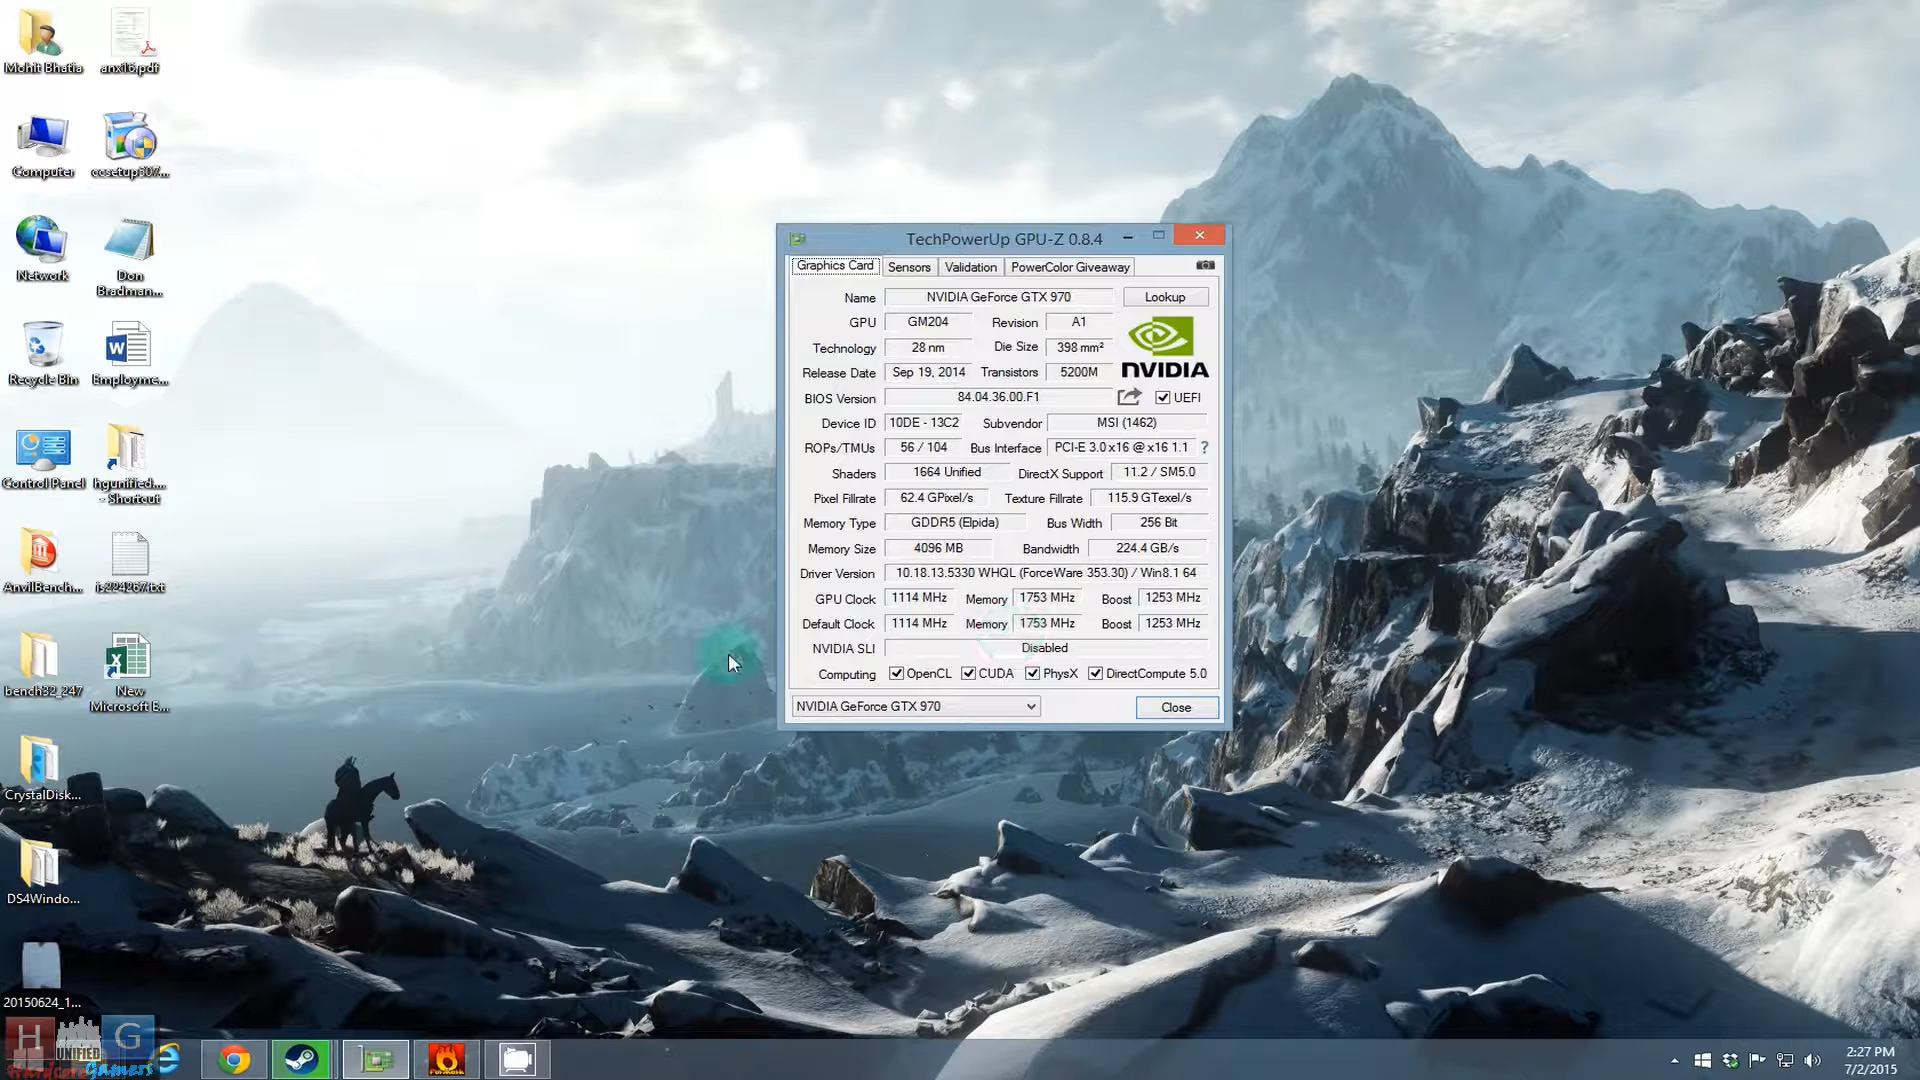 Mohit Bhatia
anx16.pdf
Computer
ccsetup507...
Network
Don
Bradman...
Recycle Bin
Employme...
Control Panel
hgunified....
- Shortcut
AnvilBench...
is224267.txt
bench32_247
New
Microsoft E...
CrystalDisk...
DS4Windo...
20150624_1...
TechPowerUp GPU-Z 0.8.4
Graphics Card Sensors Validation PowerColor Giveaway
Name NVIDIA GeForce GTX 970 Lookup
GPU GM204 Revision A1
Technology 28 nm Die Size 398 mm²
NVIDIA
Release Date Sep 19, 2014 Transistors 5200M
BIOS Version 84.04.36.00.F1 UEFI
Device ID 10DE - 13C2 Subvendor MSI (1462)
ROPs/TMUs 56 / 104 Bus Interface PCI-E 3.0 x16 @ x16 1.1 ?
Shaders 1664 Unified DirectX Support 11.2 / SM5.0
Pixel Fillrate 62.4 GPixel/s Texture Fillrate 115.9 GTexel/s
Memory Type GDDR5 (Elpida) Bus Width 256 Bit
Memory Size 4096 MB Bandwidth 224.4 GB/s
Driver Version 10.18.13.5330 WHQL (ForceWare 353.30) / Win8.1 64
GPU Clock 1114 MHz Memory 1753 MHz Boost 1253 MHz
Default Clock 1114 MHz Memory 1753 MHz Boost 1253 MHz
NVIDIA SLI Disabled
Computing OpenCL CUDA PhysX DirectCompute 5.0
NVIDIA GeForce GTX 970 Close
H UNIFIED G
Hardcore Gamers
2:27 PM
7/2/2015